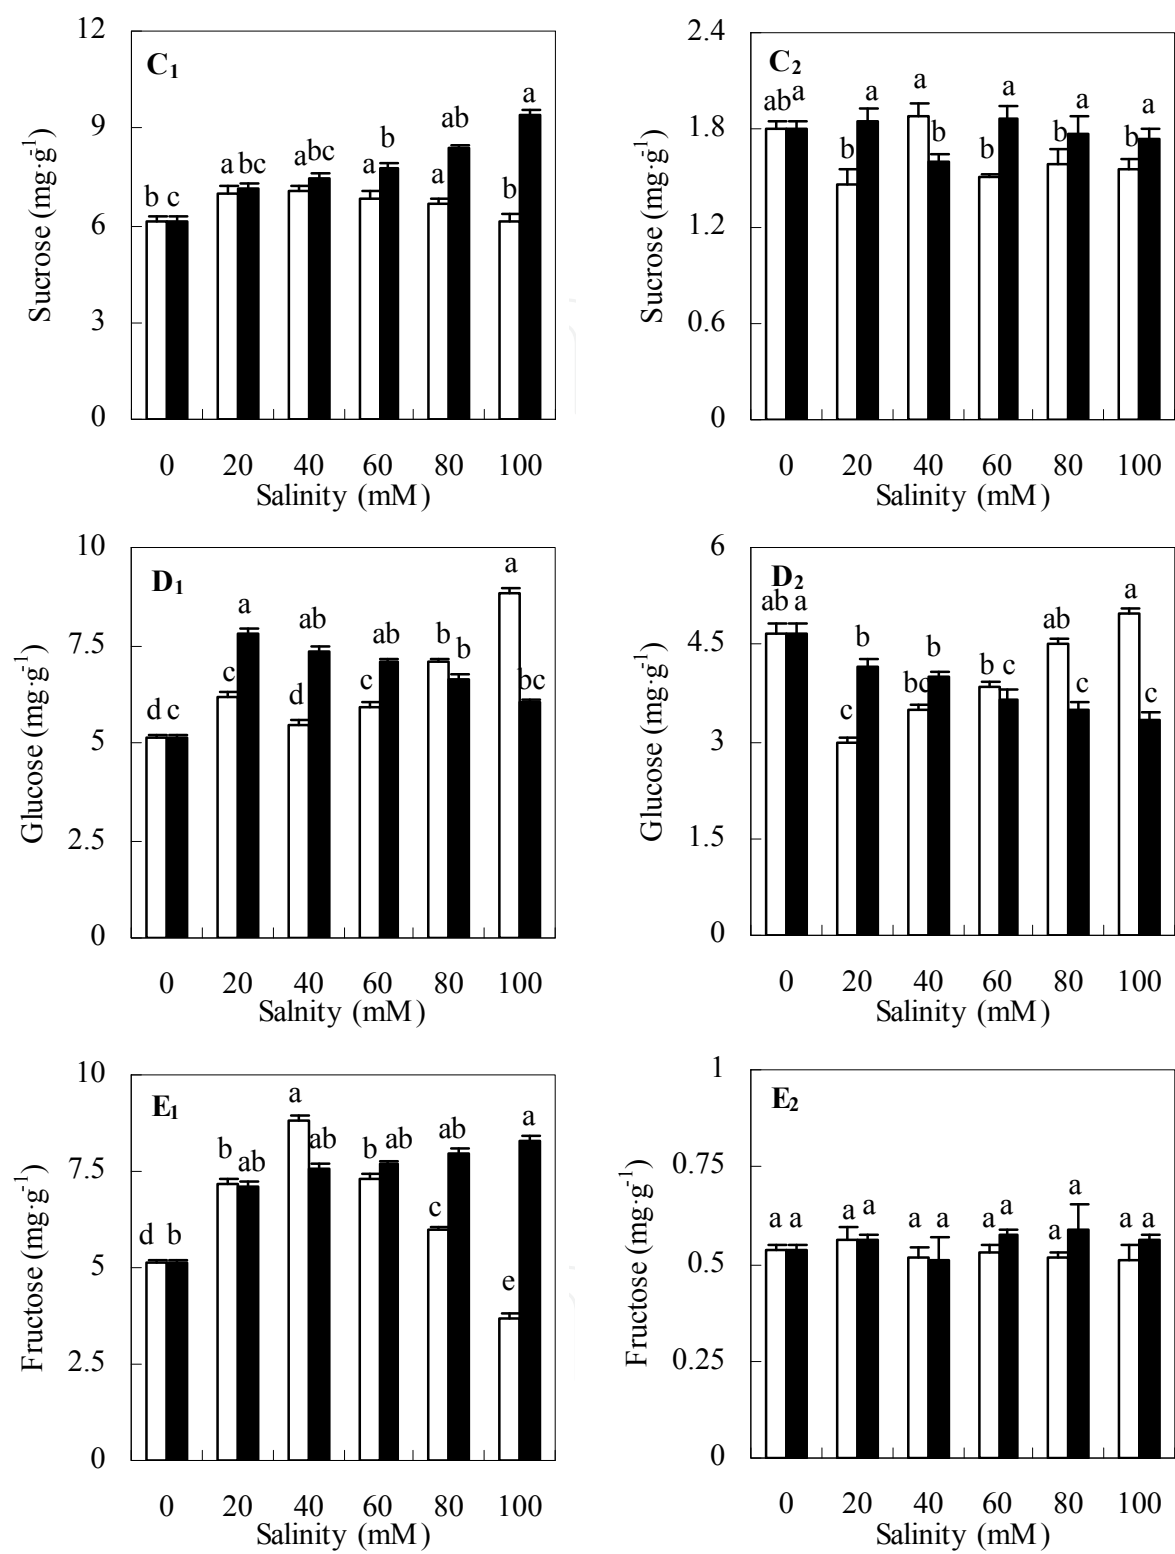 C₁
Sucrose (mg·g⁻¹)
12
9
6
3
0
b c
a bc
a bc
a b
a ab
b a
0 20 40 60 80 100
Salinity (mM)
C₂
Sucrose (mg·g⁻¹)
2.4
1.8
1.2
0.6
0
ab a
b a
a b
b a
b a
b a
0 20 40 60 80 100
Salinity (mM)
D₁
Glucose (mg·g⁻¹)
10
7.5
5
2.5
0
d c
c a
d ab
c ab
b b
a bc
0 20 40 60 80 100
Salnity (mM)
D₂
Glucose (mg·g⁻¹)
6
4.5
3
1.5
0
ab a
c b
bc b
b c
ab c
a c
0 20 40 60 80 100
Salinity (mM)
E₁
Fructose (mg·g⁻¹)
10
7.5
5
2.5
0
d b
b ab
a ab
b ab
c ab
e a
0 20 40 60 80 100
Salinity (mM)
E₂
Fructose (mg·g⁻¹)
1
0.75
0.5
0.25
0
a a
a a
a a
a a
a a
a a
0 20 40 60 80 100
Salinity (mM)